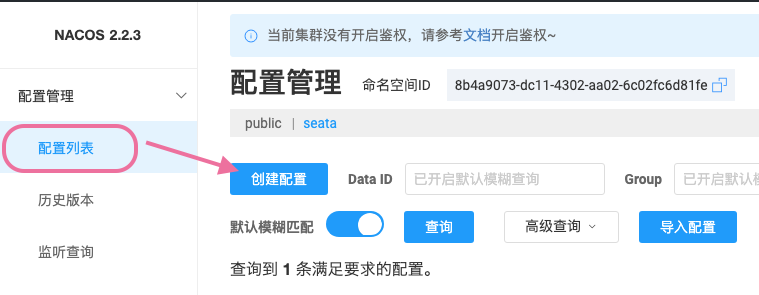 NACOS 2.2.3
当前集群没有开启鉴权，请参考文档开启鉴权~
配置管理
命名空间ID
8b4a9073-dc11-4302-aa02-6c02fc6d81fe
配置管理
public | seata
配置列表
创建配置
Data ID
已开启默认模糊查询
Group
已开启默认模
历史版本
默认模糊匹配
查询
高级查询
导入配置
监听查询
查询到 1 条满足要求的配置。